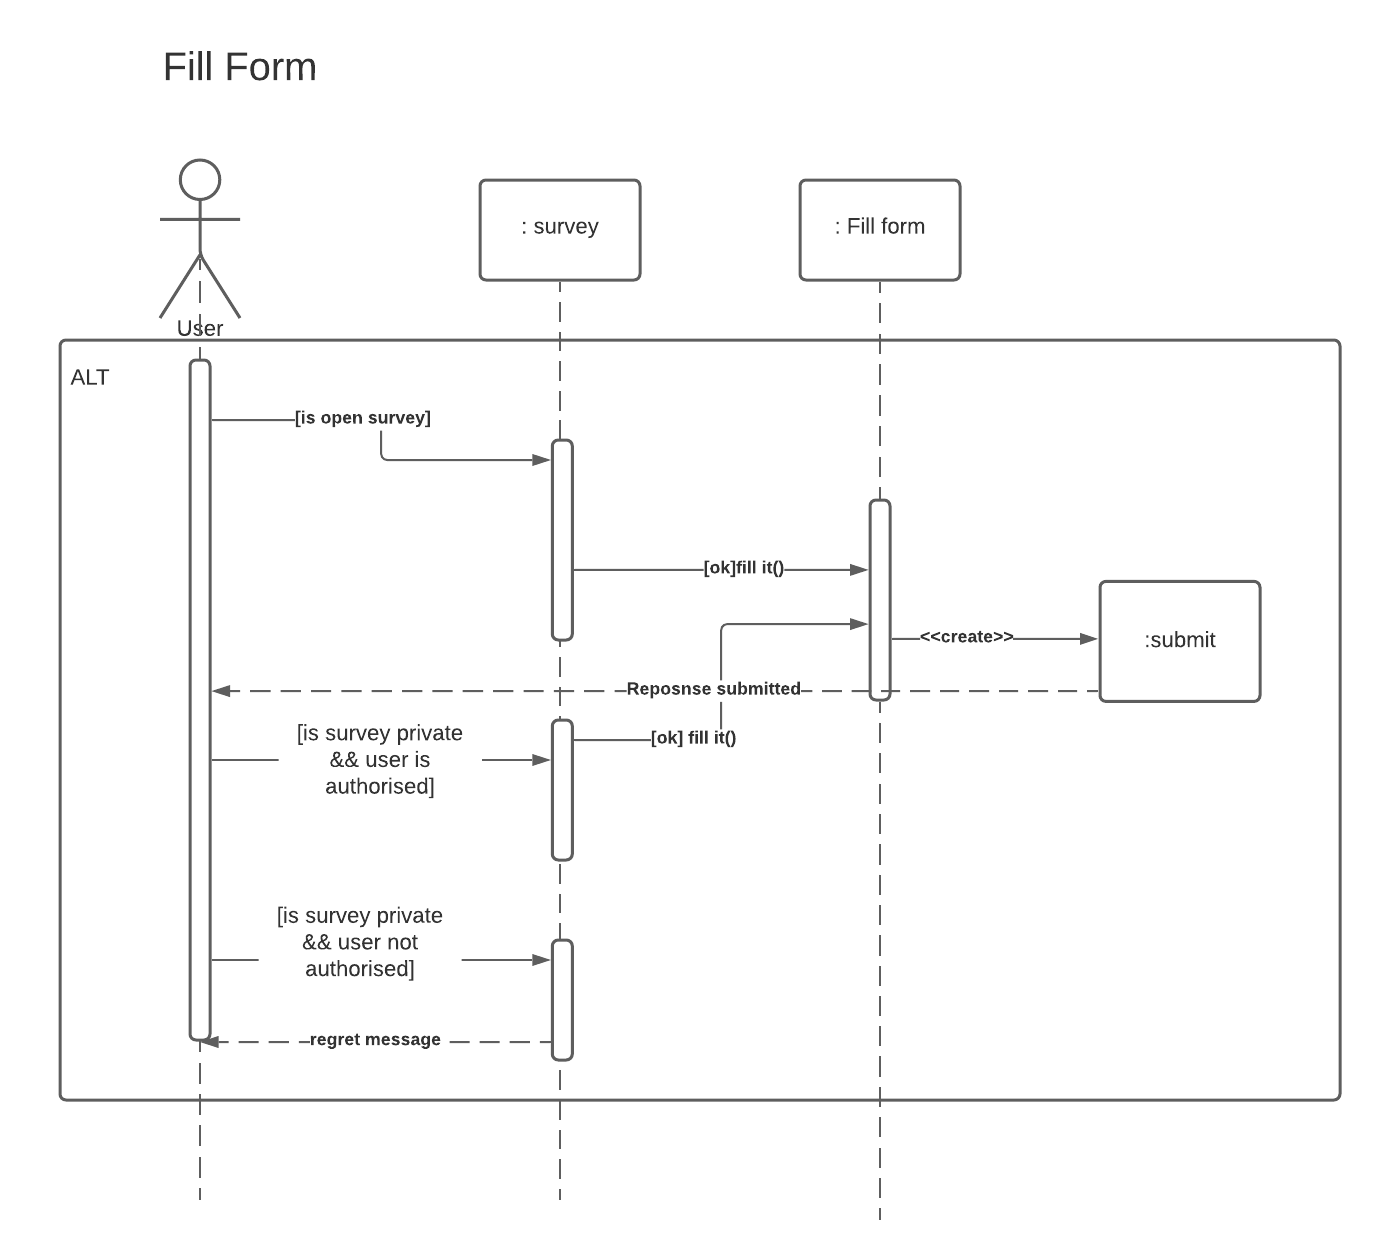 Fill Form
User
: survey
: Fill form
ALT
[is open survey]
[ok]fill it()
<<create>>
:submit
Reposnse submitted
[ok] fill it()
[is survey private
&& user is
authorised]
[is survey private
&& user not
authorised]
regret message